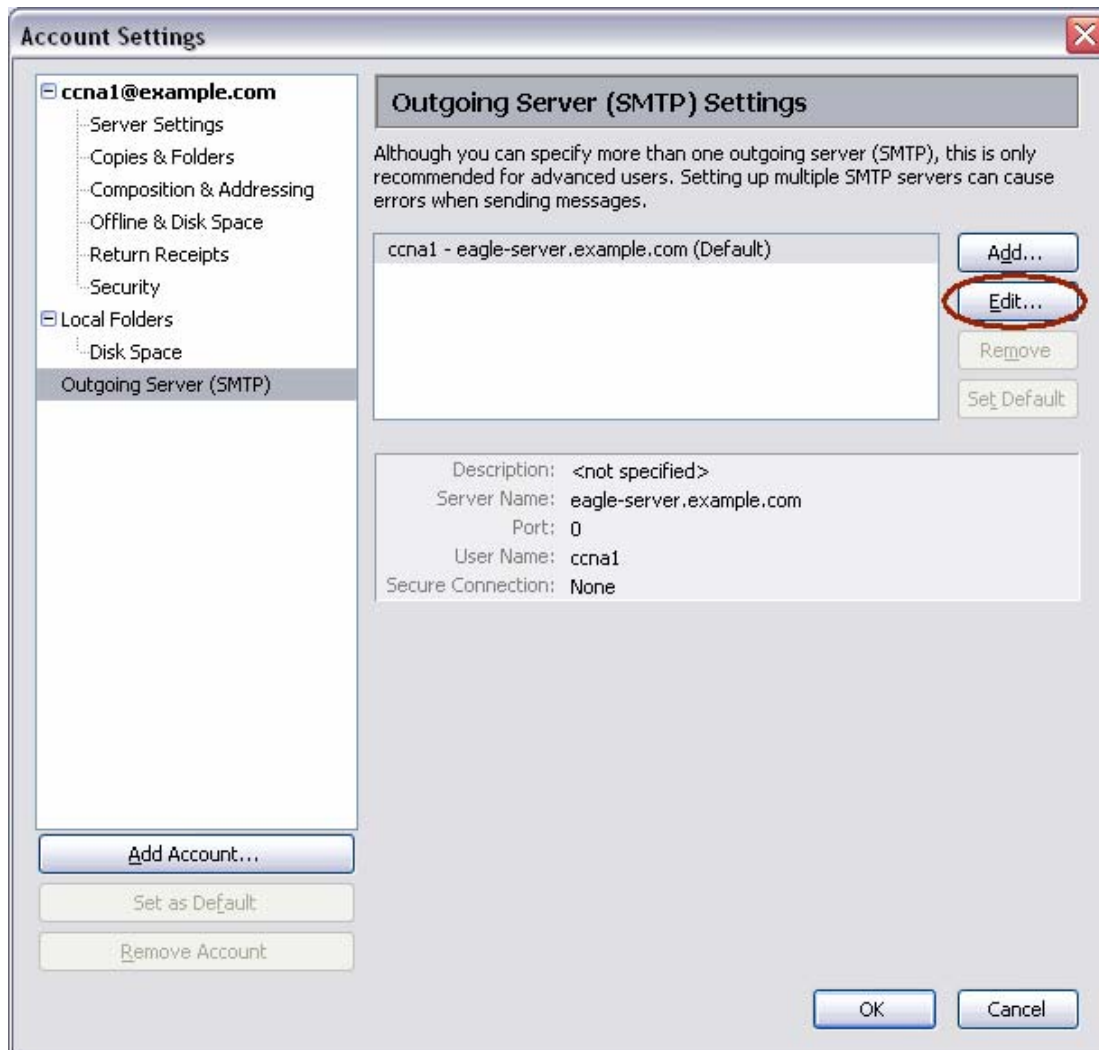 Account Settings
ccna1@example.com
Server Settings
Copies & Folders
Composition & Addressing
Offline & Disk Space
Return Receipts
Security
Local Folders
Disk Space
Outgoing Server (SMTP)
Add Account...
Set as Default
Remove Account
Outgoing Server (SMTP) Settings
Although you can specify more than one outgoing server (SMTP), this is only
recommended for advanced users. Setting up multiple SMTP servers can cause
errors when sending messages.
ccna1 - eagle-server.example.com (Default)
Add...
Edit...
Remove
Set Default
Description: <not specified>
Server Name: eagle-server.example.com
Port: 0
User Name: ccna1
Secure Connection: None
OK
Cancel